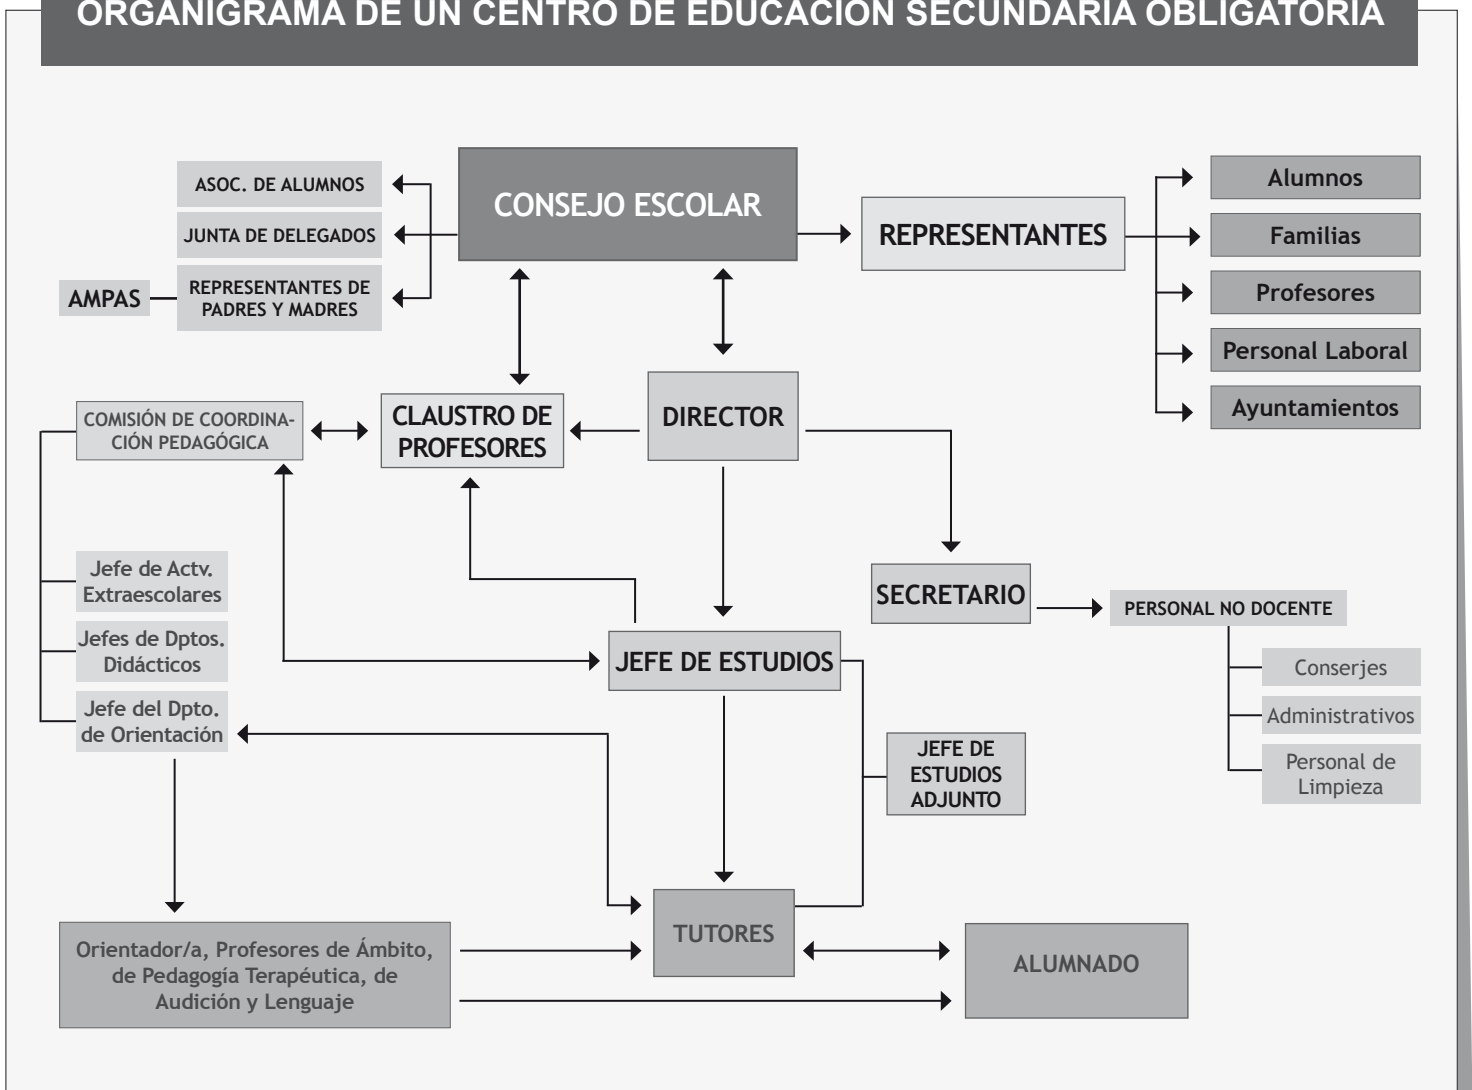 ORGANIGRAMA DE UN CENTRO DE EDUCACIÓN SECUNDARIA OBLIGATORIA
ASOC. DE ALUMNOS
JUNTA DE DELEGADOS
AMPAS
REPRESENTANTES DE
PADRES Y MADRES
CONSEJO ESCOLAR
REPRESENTANTES
Alumnos
Familias
Profesores
Personal Laboral
Ayuntamientos
COMISIÓN DE COORDINA-
CIÓN PEDAGÓGICA
CLAUSTRO DE
PROFESORES
DIRECTOR
Jefe de Actv.
Extraescolares
Jefes de Dptos.
Didácticos
Jefe del Dpto.
de Orientación
SECRETARIO
PERSONAL NO DOCENTE
Conserjes
Administrativos
Personal de
Limpieza
JEFE DE ESTUDIOS
JEFE DE
ESTUDIOS
ADJUNTO
Orientador/a, Profesores de Ámbito,
de Pedagogía Terapéutica, de
Audición y Lenguaje
TUTORES
ALUMNADO